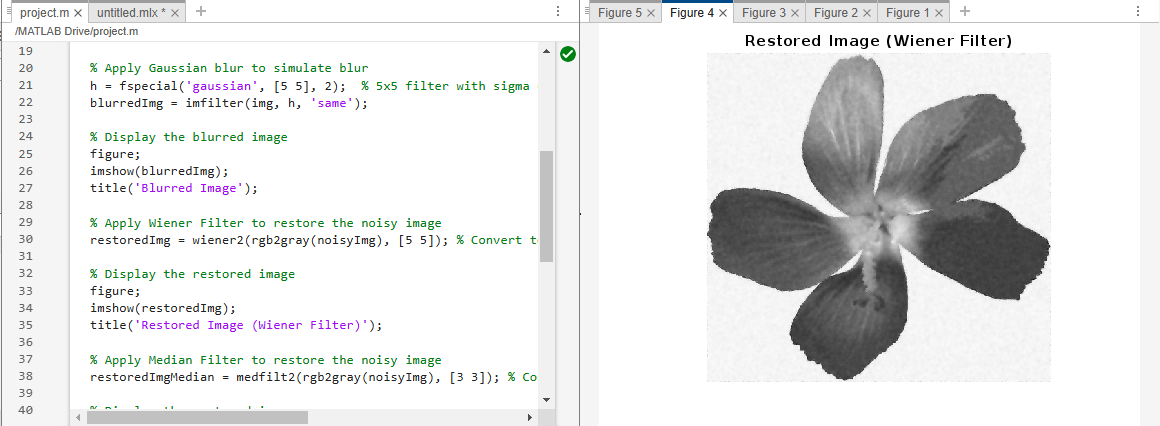 project.m × untitled.mlx * × +
/MATLAB Drive/project.m
19
20 % Apply Gaussian blur to simulate blur
21 h = fspecial('gaussian', [5 5], 2);  % 5x5 filter with sigma
22 blurredImg = imfilter(img, h, 'same');
23
24 % Display the blurred image
25 figure;
26 imshow(blurredImg);
27 title('Blurred Image');
28
29 % Apply Wiener Filter to restore the noisy image
30 restoredImg = wiener2(rgb2gray(noisyImg), [5 5]); % Convert t
31
32 % Display the restored image
33 figure;
34 imshow(restoredImg);
35 title('Restored Image (Wiener Filter)');
36
37 % Apply Median Filter to restore the noisy image
38 restoredImgMedian = medfilt2(rgb2gray(noisyImg), [3 3]); % Co
39
40
Figure 5 × Figure 4 × Figure 3 × Figure 2 × Figure 1 × +
Restored Image (Wiener Filter)